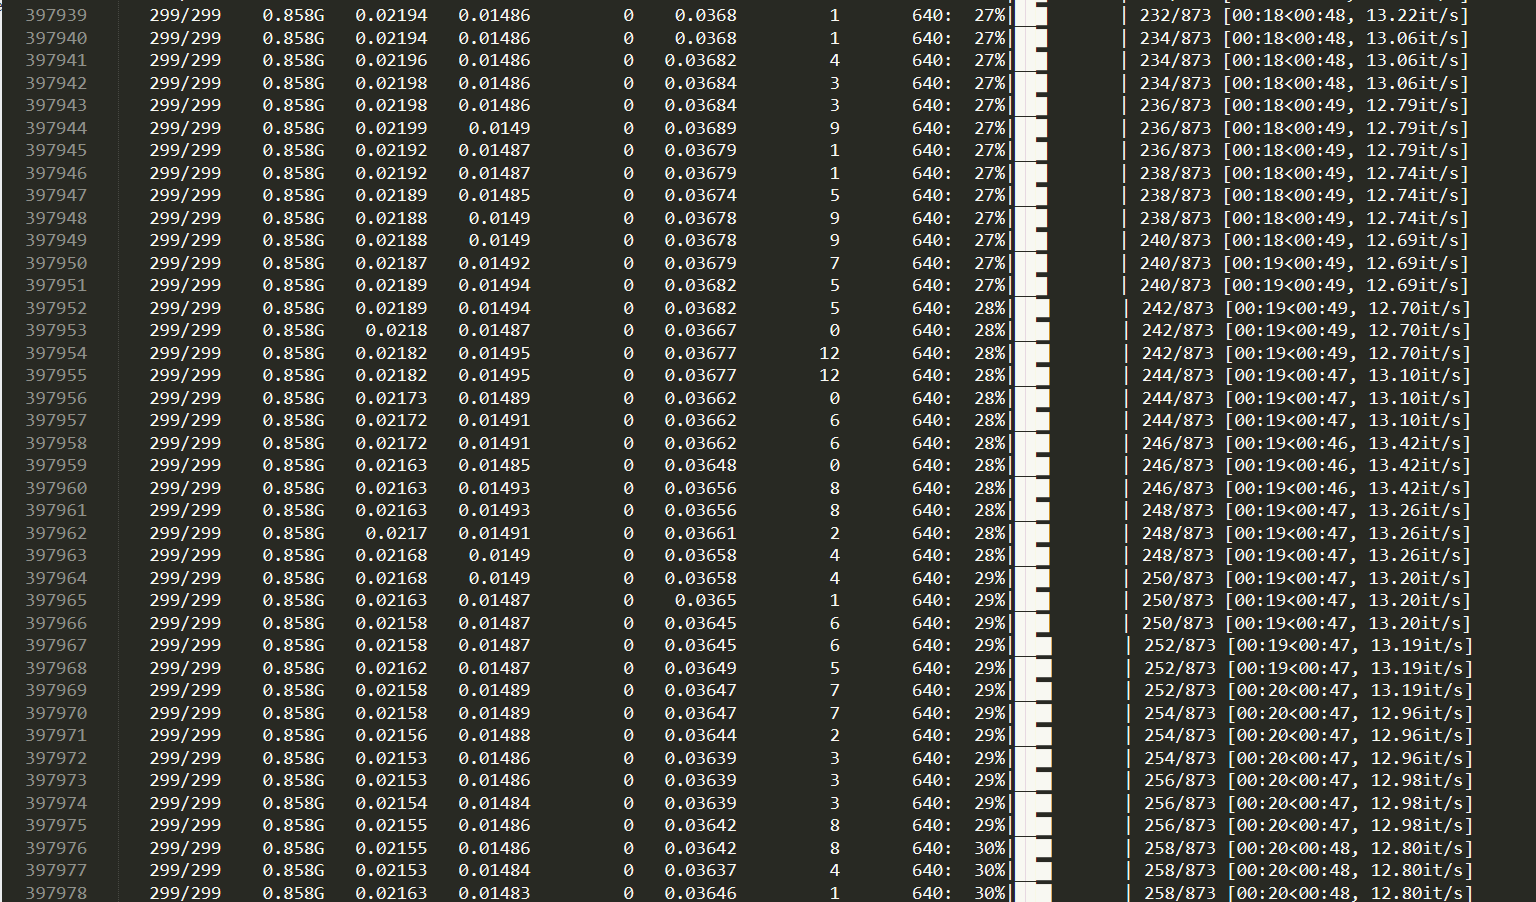 397939 299/299 0.858G 0.02194 0.01486 0 0.0368 1 640: 27%| | 232/873 [00:18<00:48, 13.22it/s]
397940 299/299 0.858G 0.02194 0.01486 0 0.0368 1 640: 27%| | 234/873 [00:18<00:48, 13.06it/s]
397941 299/299 0.858G 0.02196 0.01486 0 0.03682 4 640: 27%| | 234/873 [00:18<00:48, 13.06it/s]
397942 299/299 0.858G 0.02198 0.01486 0 0.03684 3 640: 27%| | 234/873 [00:18<00:48, 13.06it/s]
397943 299/299 0.858G 0.02198 0.01486 0 0.03684 3 640: 27%| | 236/873 [00:18<00:49, 12.79it/s]
397944 299/299 0.858G 0.02199 0.0149 0 0.03689 9 640: 27%| | 236/873 [00:18<00:49, 12.79it/s]
397945 299/299 0.858G 0.02192 0.01487 0 0.03679 1 640: 27%| | 236/873 [00:18<00:49, 12.79it/s]
397946 299/299 0.858G 0.02192 0.01487 0 0.03679 1 640: 27%| | 238/873 [00:18<00:49, 12.74it/s]
397947 299/299 0.858G 0.02189 0.01485 0 0.03674 5 640: 27%| | 238/873 [00:18<00:49, 12.74it/s]
397948 299/299 0.858G 0.02188 0.0149 0 0.03678 9 640: 27%| | 238/873 [00:18<00:49, 12.74it/s]
397949 299/299 0.858G 0.02188 0.0149 0 0.03678 9 640: 27%| | 240/873 [00:18<00:49, 12.69it/s]
397950 299/299 0.858G 0.02187 0.01492 0 0.03679 7 640: 27%| | 240/873 [00:19<00:49, 12.69it/s]
397951 299/299 0.858G 0.02189 0.01494 0 0.03682 5 640: 27%| | 240/873 [00:19<00:49, 12.69it/s]
397952 299/299 0.858G 0.02189 0.01494 0 0.03682 5 640: 28%| | 242/873 [00:19<00:49, 12.70it/s]
397953 299/299 0.858G 0.0218 0.01487 0 0.03667 0 640: 28%| | 242/873 [00:19<00:49, 12.70it/s]
397954 299/299 0.858G 0.02182 0.01495 0 0.03677 12 640: 28%| | 242/873 [00:19<00:49, 12.70it/s]
397955 299/299 0.858G 0.02182 0.01495 0 0.03677 12 640: 28%| | 244/873 [00:19<00:47, 13.10it/s]
397956 299/299 0.858G 0.02173 0.01489 0 0.03662 0 640: 28%| | 244/873 [00:19<00:47, 13.10it/s]
397957 299/299 0.858G 0.02172 0.01491 0 0.03662 6 640: 28%| | 244/873 [00:19<00:47, 13.10it/s]
397958 299/299 0.858G 0.02172 0.01491 0 0.03662 6 640: 28%| | 246/873 [00:19<00:46, 13.42it/s]
397959 299/299 0.858G 0.02163 0.01485 0 0.03648 0 640: 28%| | 246/873 [00:19<00:46, 13.42it/s]
397960 299/299 0.858G 0.02163 0.01493 0 0.03656 8 640: 28%| | 246/873 [00:19<00:46, 13.42it/s]
397961 299/299 0.858G 0.02163 0.01493 0 0.03656 8 640: 28%| | 248/873 [00:19<00:47, 13.26it/s]
397962 299/299 0.858G 0.0217 0.01491 0 0.03661 2 640: 28%| | 248/873 [00:19<00:47, 13.26it/s]
397963 299/299 0.858G 0.02168 0.0149 0 0.03658 4 640: 28%| | 248/873 [00:19<00:47, 13.26it/s]
397964 299/299 0.858G 0.02168 0.0149 0 0.03658 4 640: 29%| | 250/873 [00:19<00:47, 13.20it/s]
397965 299/299 0.858G 0.02163 0.01487 0 0.0365 1 640: 29%| | 250/873 [00:19<00:47, 13.20it/s]
397966 299/299 0.858G 0.02158 0.01487 0 0.03645 6 640: 29%| | 250/873 [00:19<00:47, 13.20it/s]
397967 299/299 0.858G 0.02158 0.01487 0 0.03645 6 640: 29%| | 252/873 [00:19<00:47, 13.19it/s]
397968 299/299 0.858G 0.02162 0.01487 0 0.03649 5 640: 29%| | 252/873 [00:19<00:47, 13.19it/s]
397969 299/299 0.858G 0.02158 0.01489 0 0.03647 7 640: 29%| | 252/873 [00:20<00:47, 13.19it/s]
397970 299/299 0.858G 0.02158 0.01489 0 0.03647 7 640: 29%| | 254/873 [00:20<00:47, 12.96it/s]
397971 299/299 0.858G 0.02156 0.01488 0 0.03644 2 640: 29%| | 254/873 [00:20<00:47, 12.96it/s]
397972 299/299 0.858G 0.02153 0.01486 0 0.03639 3 640: 29%| | 254/873 [00:20<00:47, 12.96it/s]
397973 299/299 0.858G 0.02153 0.01486 0 0.03639 3 640: 29%| | 256/873 [00:20<00:47, 12.98it/s]
397974 299/299 0.858G 0.02154 0.01484 0 0.03639 3 640: 29%| | 256/873 [00:20<00:47, 12.98it/s]
397975 299/299 0.858G 0.02155 0.01486 0 0.03642 8 640: 29%| | 256/873 [00:20<00:47, 12.98it/s]
397976 299/299 0.858G 0.02155 0.01486 0 0.03642 8 640: 30%| | 258/873 [00:20<00:48, 12.80it/s]
397977 299/299 0.858G 0.02153 0.01484 0 0.03637 4 640: 30%| | 258/873 [00:20<00:48, 12.80it/s]
397978 299/299 0.858G 0.02163 0.01483 0 0.03646 1 640: 30%| | 258/873 [00:20<00:48, 12.80it/s]